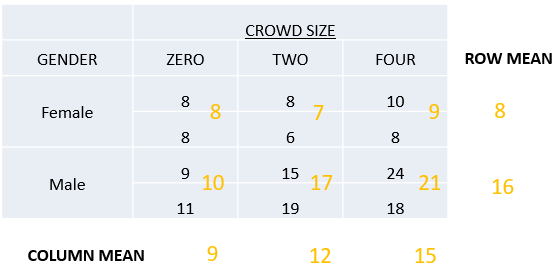 CROWD SIZE
GENDER ZERO TWO FOUR ROW MEAN
8 8 10
Female 8 7 9 8
8 6 8
9 15 24
Male 10 17 21 16
11 19 18
COLUMN MEAN 9 12 15